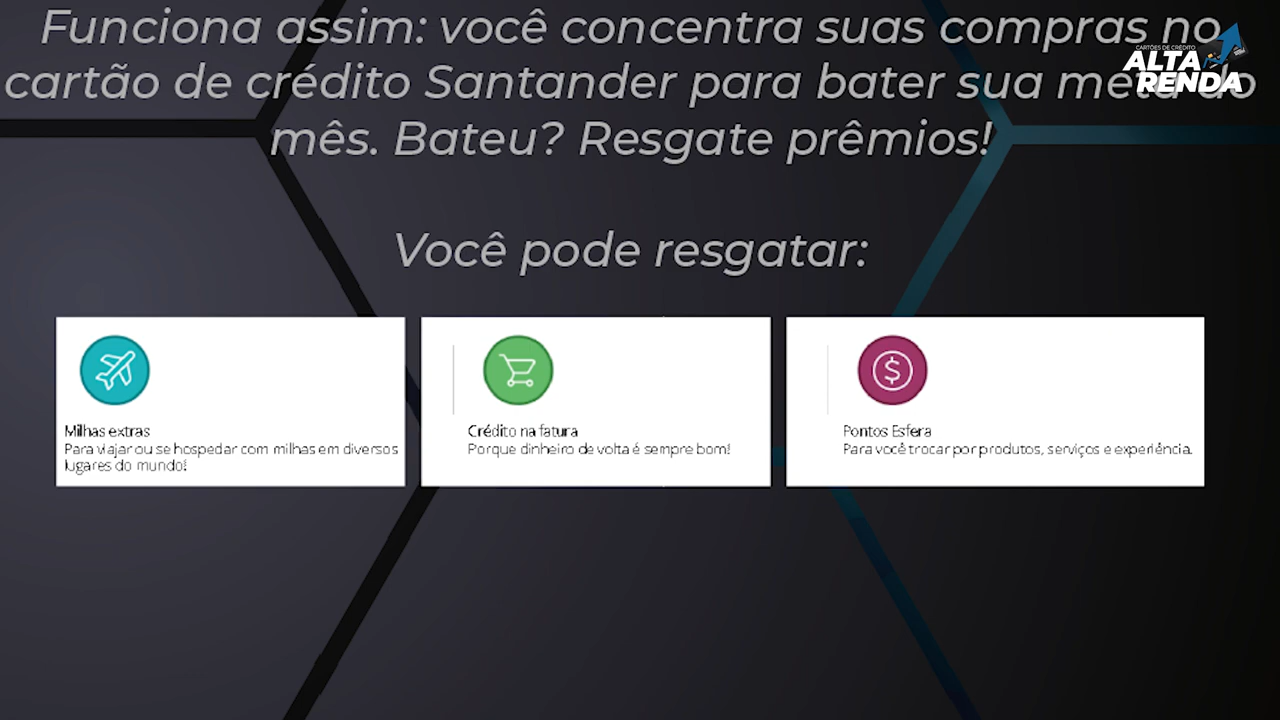 Funciona assim: você concentra suas compras no
cartão de crédito Santander para bater sua meta do
mês. Bateu? Resgate prêmios!
CARTÕES DE CRÉDITO
ALTA
RENDA
Você pode resgatar:
Milhas extras
Para viajar ou se hospedar com milhas em diversos
lugares do mundo!
Crédito na fatura
Porque dinheiro de volta é sempre bom!
Pontos Esfera
Para você trocar por produtos, serviços e experiência.